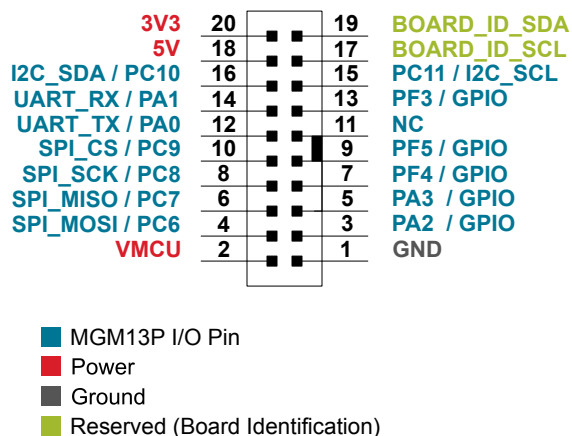 3V3 20 19 BOARD_ID_SDA
5V 18 17 BOARD_ID_SCL
I2C_SDA / PC10 16 15 PC11 / I2C_SCL
UART_RX / PA1 14 13 PF3 / GPIO
UART_TX / PA0 12 11 NC
SPI_CS / PC9 10 9 PF5 / GPIO
SPI_SCK / PC8 8 7 PF4 / GPIO
SPI_MISO / PC7 6 5 PA3 / GPIO
SPI_MOSI / PC6 4 3 PA2 / GPIO
VMCU 2 1 GND
MGM13P I/O Pin
Power
Ground
Reserved (Board Identification)